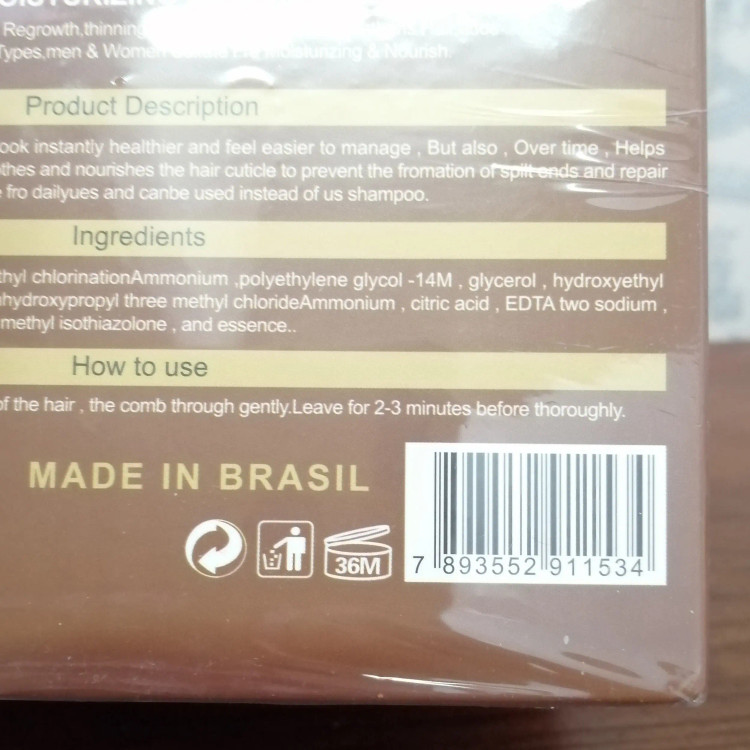 Regrowth,thinning
Types,men & Women Moisturizing & Nourish.
Product Description
ook instantly healthier and feel easier to manage , But also , Over time , Helps
thes and nourishes the hair cuticle to prevent the fromation of spilt ends and repair
fro dailyues and canbe used instead of us shampoo.
Ingredients
thyl chlorinationAmmonium ,polyethylene glycol -14M , glycerol , hydroxyethyl
hydroxypropyl three methyl chlorideAmmonium , citric acid , EDTA two sodium ,
methyl isothiazolone , and essence..
How to use
of the hair , the comb through gently.Leave for 2-3 minutes before thoroughly.
MADE IN BRASIL
36M
7 893552 911534